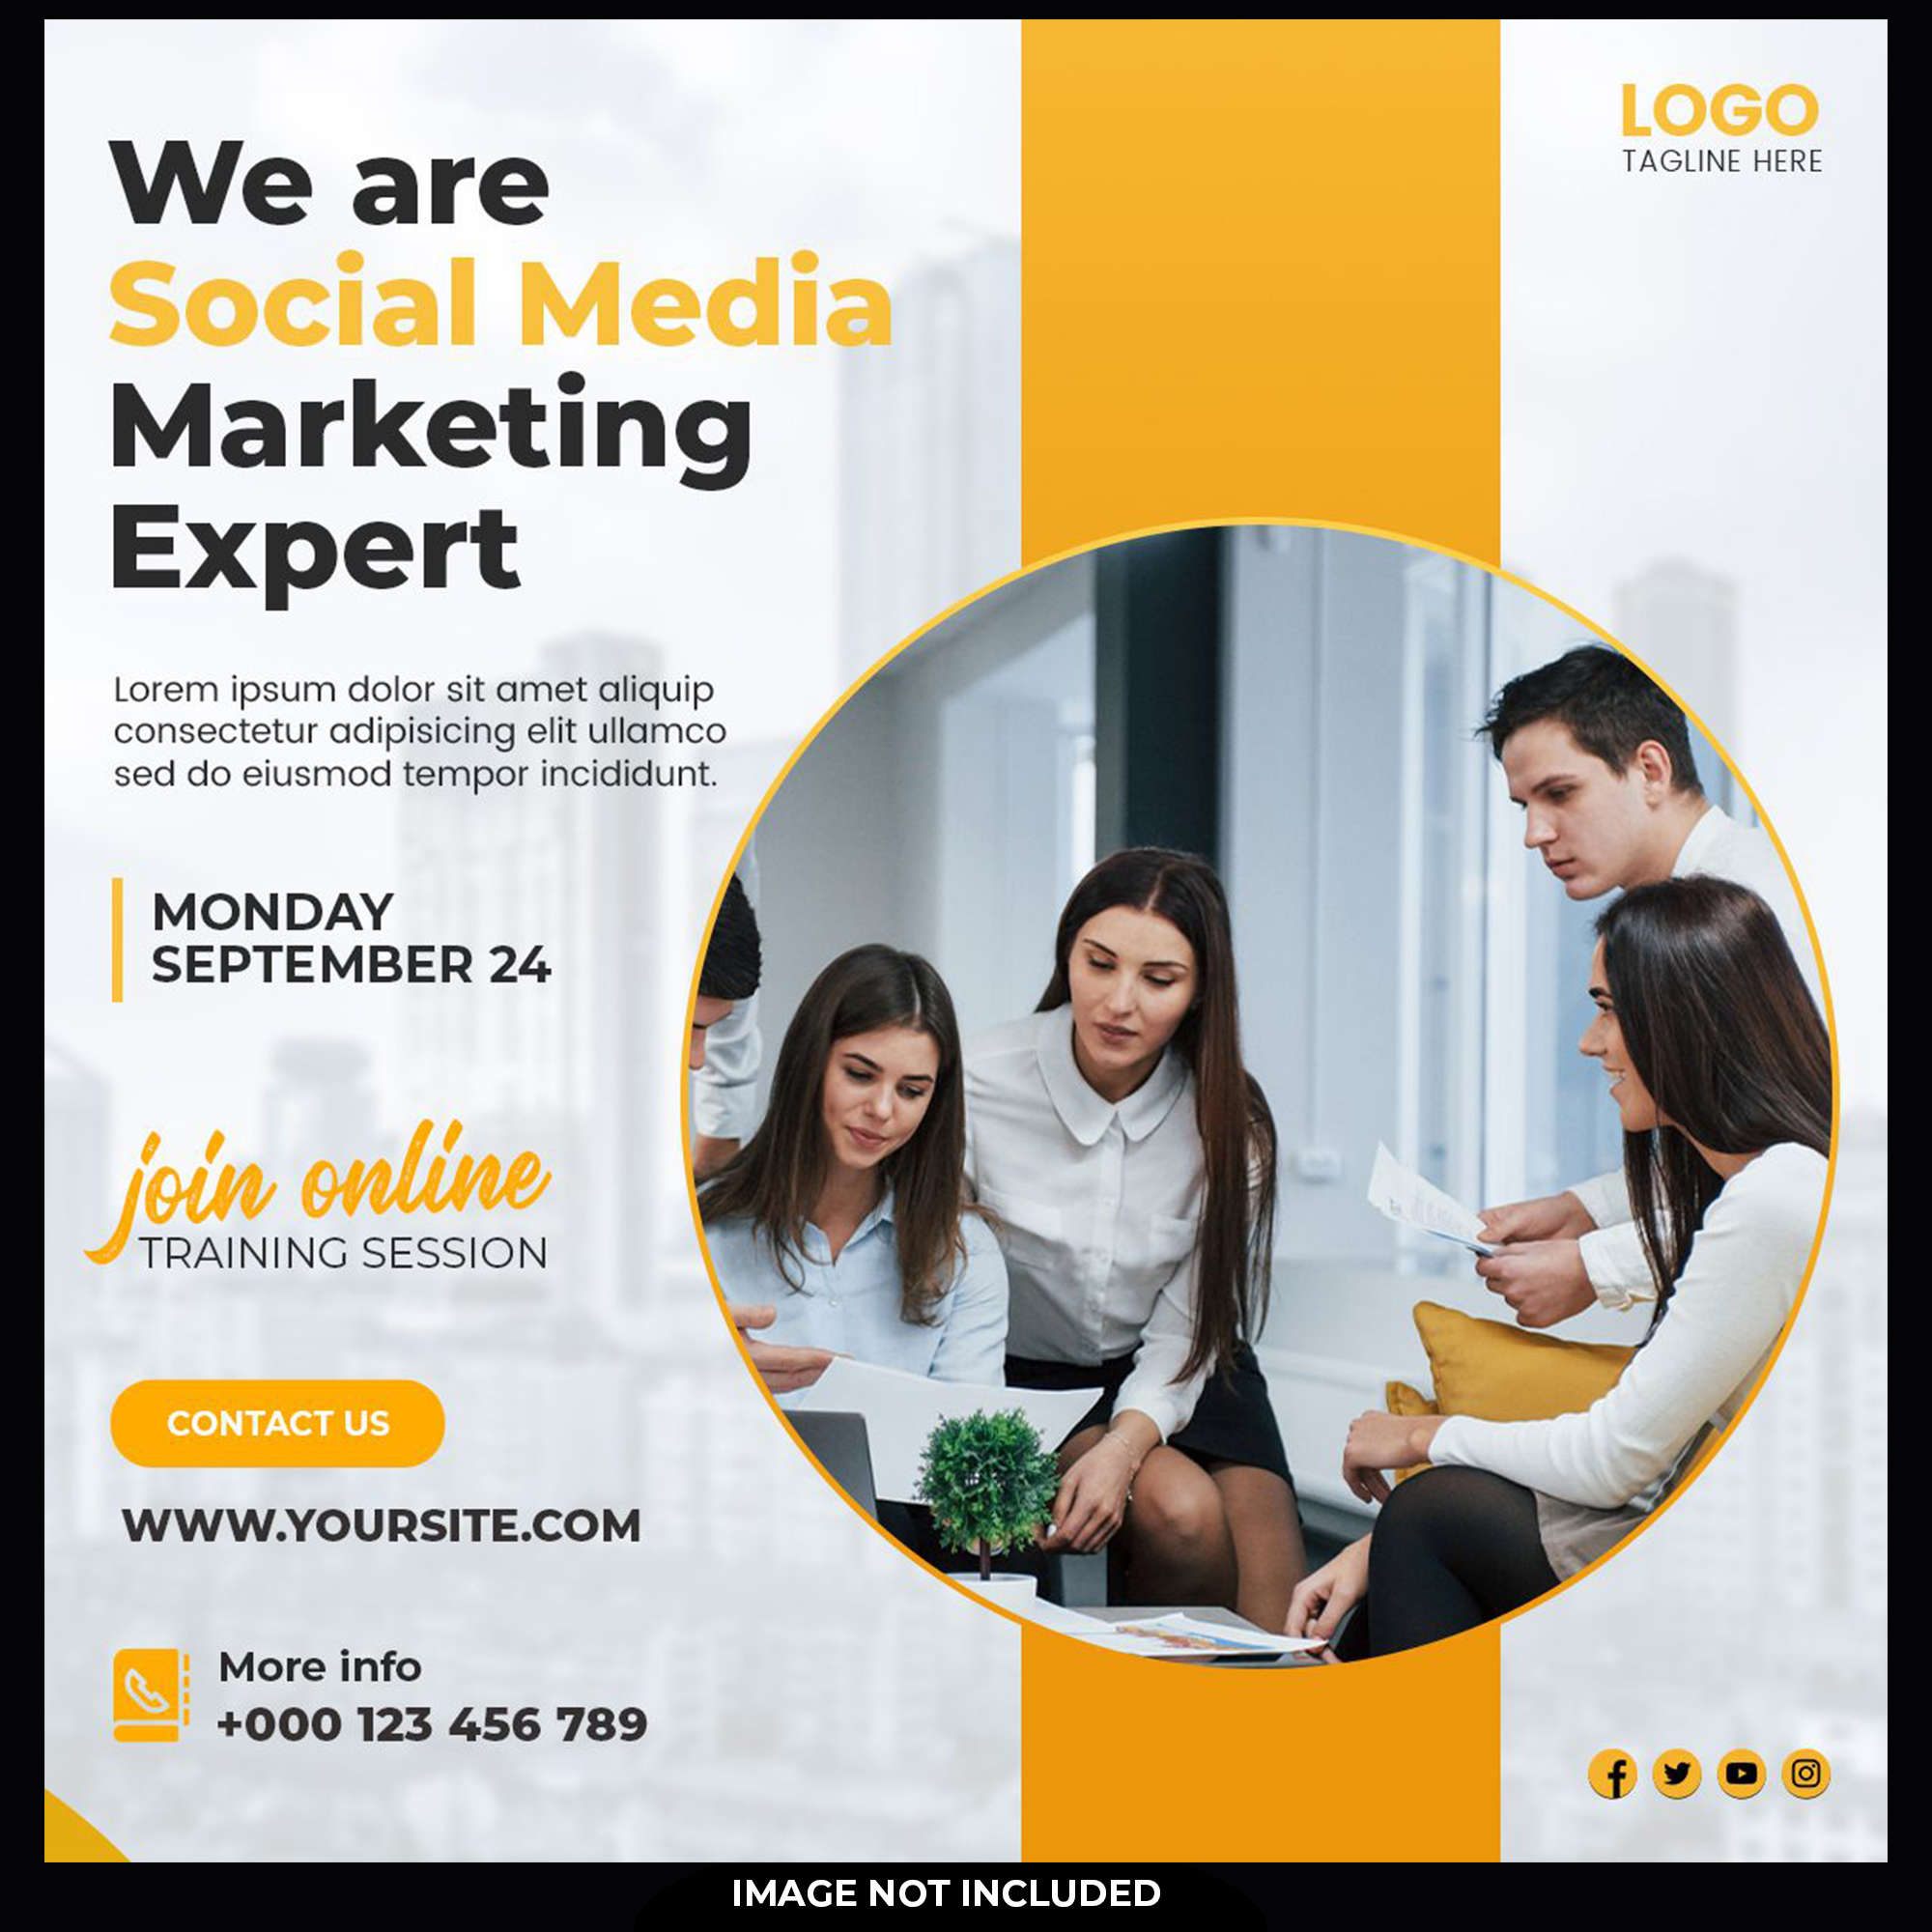 We are
Social Media
Marketing
Expert
LOGO
TAGLINE HERE
Lorem ipsum dolor sit amet aliquip
consectetur adipisicing elit ullamco
sed do eiusmod tempor incididunt.
MONDAY
SEPTEMBER 24
join online
TRAINING SESSION
CONTACT US
WWW.YOURSITE.COM
More info
+000 123 456 789
IMAGE NOT INCLUDED